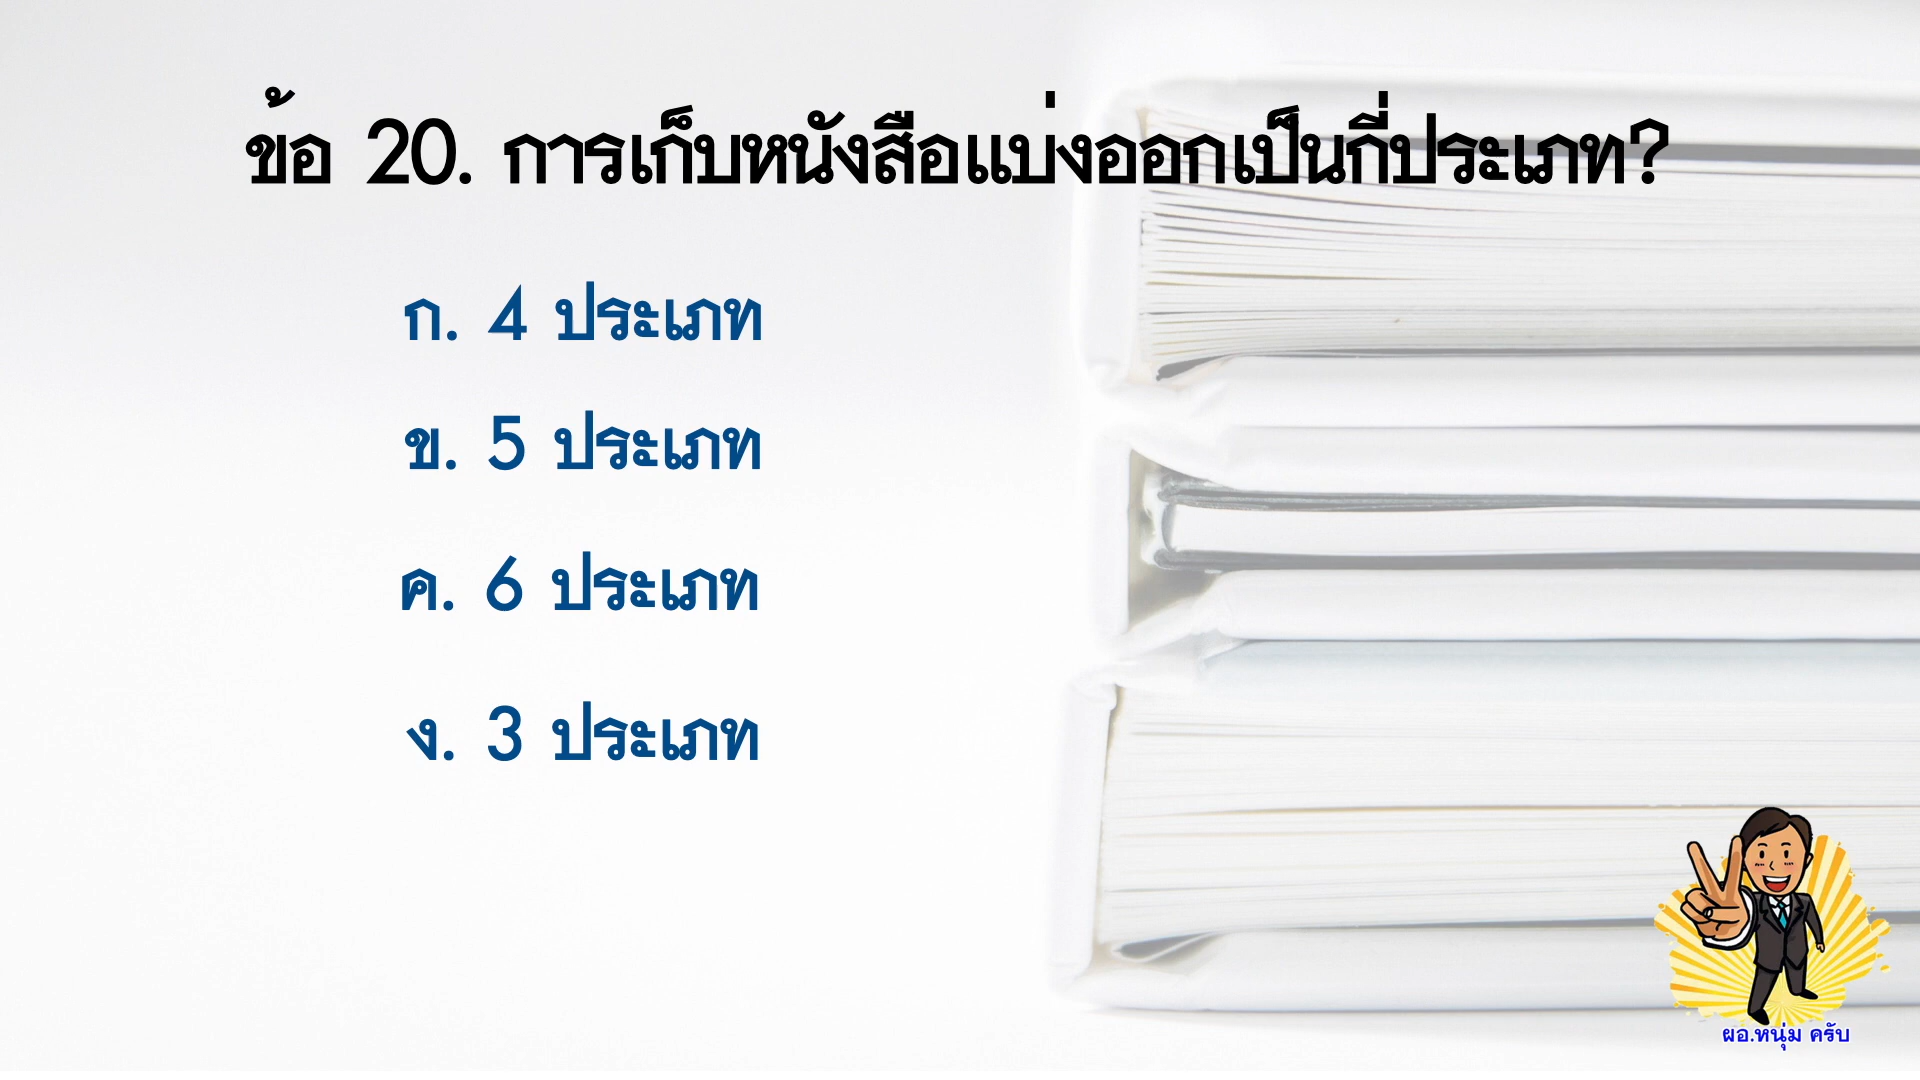 ข้อ 20. การเก็บหนังสือแบ่งออกเป็นกี่ประเภท?
ก. 4 ประเภท
ข. 5 ประเภท
ค. 6 ประเภท
ง. 3 ประเภท
ผอ.หนุ่ม ครับ